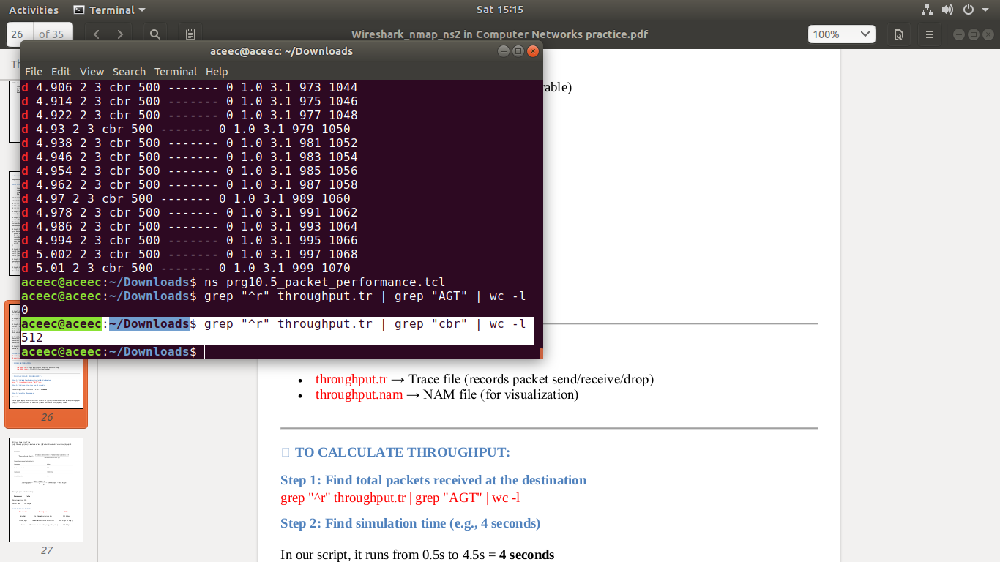 Activities Terminal Sat 15:15
26 of 35 Wireshark_nmap_ns2 in Computer Networks practice.pdf 100%
aceec@aceec: ~/Downloads
File Edit View Search Terminal Help
d 4.906 2 3 cbr 500 ------- 0 1.0 3.1 973 1044
d 4.914 2 3 cbr 500 ------- 0 1.0 3.1 975 1046
d 4.922 2 3 cbr 500 ------- 0 1.0 3.1 977 1048
d 4.93 2 3 cbr 500 ------- 0 1.0 3.1 979 1050
d 4.938 2 3 cbr 500 ------- 0 1.0 3.1 981 1052
d 4.946 2 3 cbr 500 ------- 0 1.0 3.1 983 1054
d 4.954 2 3 cbr 500 ------- 0 1.0 3.1 985 1056
d 4.962 2 3 cbr 500 ------- 0 1.0 3.1 987 1058
d 4.97 2 3 cbr 500 ------- 0 1.0 3.1 989 1060
d 4.978 2 3 cbr 500 ------- 0 1.0 3.1 991 1062
d 4.986 2 3 cbr 500 ------- 0 1.0 3.1 993 1064
d 4.994 2 3 cbr 500 ------- 0 1.0 3.1 995 1066
d 5.002 2 3 cbr 500 ------- 0 1.0 3.1 997 1068
d 5.01 2 3 cbr 500 ------- 0 1.0 3.1 999 1070
aceec@aceec:~/Downloads$ ns prg10.5_packet_performance.tcl
aceec@aceec:~/Downloads$ grep "^r" throughput.tr | grep "AGT" | wc -l
0
aceec@aceec:~/Downloads$ grep "^r" throughput.tr | grep "cbr" | wc -l
512
aceec@aceec:~/Downloads$
rable)
• throughput.tr → Trace file (records packet send/receive/drop)
• throughput.nam → NAM file (for visualization)
TO CALCULATE THROUGHPUT:
Step 1: Find total packets received at the destination
grep "^r" throughput.tr | grep "AGT" | wc -l
Step 2: Find simulation time (e.g., 4 seconds)
In our script, it runs from 0.5s to 4.5s = 4 seconds
Th
26
27